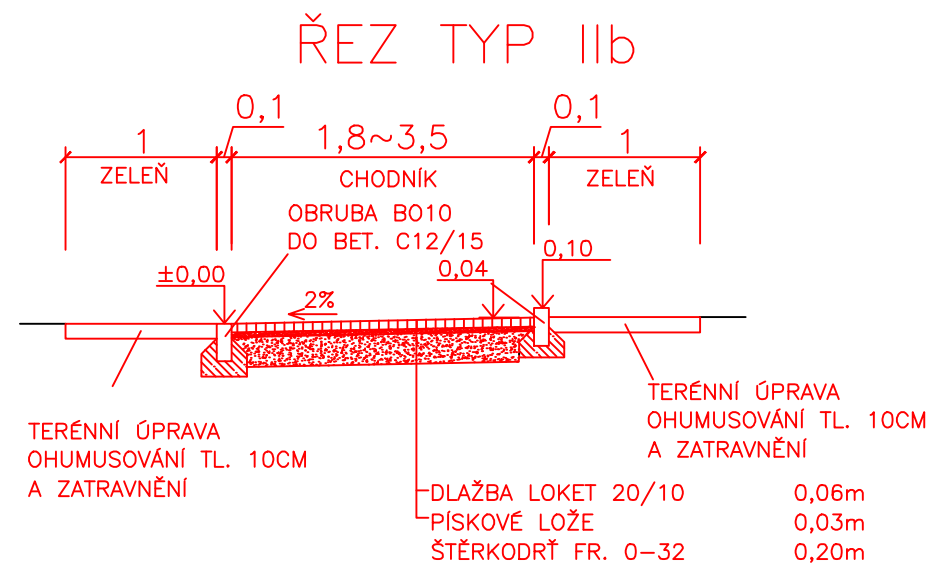 ŘEZ TYP IIb
0,1
0,1
1
1,8~3,5
1
ZELEŇ
CHODNÍK
ZELEŇ
OBRUBA BO10
DO BET. C12/15
±0,00
2%
0,04
0,10
TERÉNNÍ ÚPRAVA
OHUMUSOVÁNÍ TL. 10CM
A ZATRAVNĚNÍ
TERÉNNÍ ÚPRAVA
OHUMUSOVÁNÍ TL. 10CM
A ZATRAVNĚNÍ
DLAŽBA LOKET 20/10 0,06m
PÍSKOVÉ LOŽE 0,03m
ŠTĚRKODRŤ FR. 0-32 0,20m